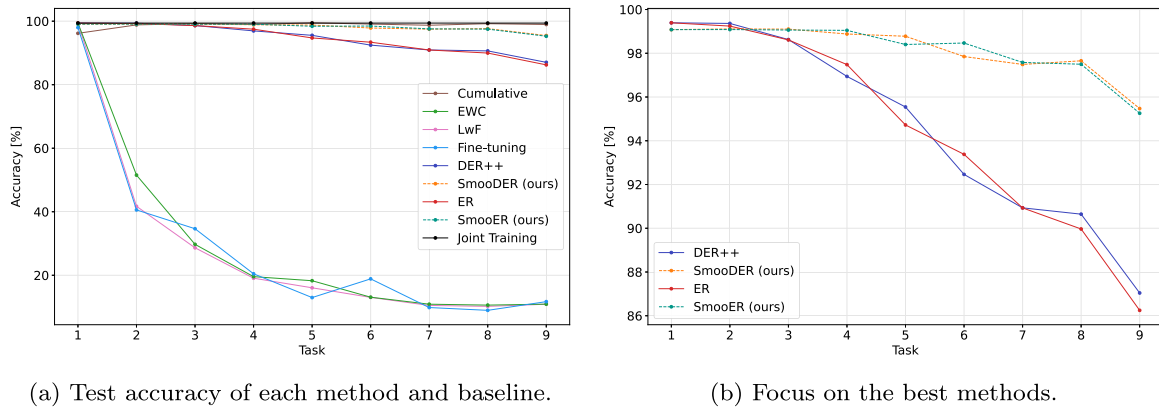 100
80
60
40
20
Accuracy [%]
1 2 3 4 5 6 7 8 9
Task
Cumulative
EWC
LwF
Fine-tuning
DER++
SmooDER (ours)
ER
SmooER (ours)
Joint Training
(a) Test accuracy of each method and baseline.
100
98
96
94
92
90
88
86
Accuracy [%]
1 2 3 4 5 6 7 8 9
Task
DER++
SmooDER (ours)
ER
SmooER (ours)
(b) Focus on the best methods.